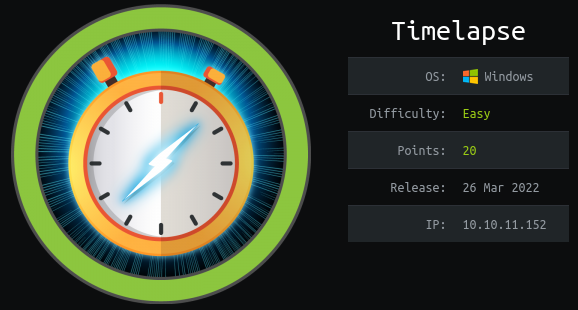 Timelapse
OS: Windows
Difficulty: Easy
Points: 20
Release: 26 Mar 2022
IP: 10.10.11.152